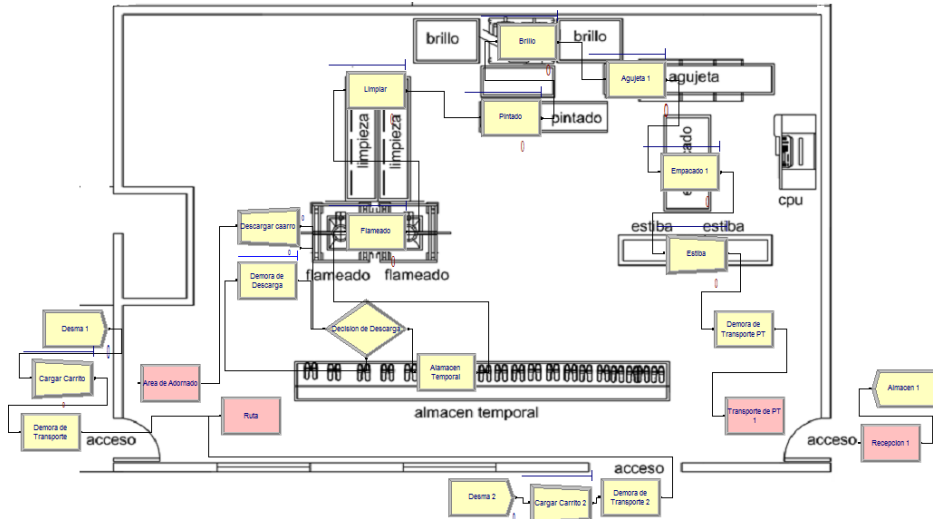 brillo
Brillo
brillo
Agujeta 1
agujeta
Limpiar
Pintado
pintado
limpieza
limpieza
Empacado 1
cpu
Descargar caarro
Flameado
estiba
estiba
Estiba
flameado
flameado
Demora de
Descarga
Desma 1
Decision de Descarga
Demora de
Transporte PT
Cargar Carrito
Area de Adornado
Alamacen
Temporal
Almacen 1
almacen temporal
Ruta
Transporte de PT
1
Demora de
Transporte
acceso
acceso
Recepcion 1
acceso
Desma 2
Cargar Carrito 2
Demora de
Transporte 2